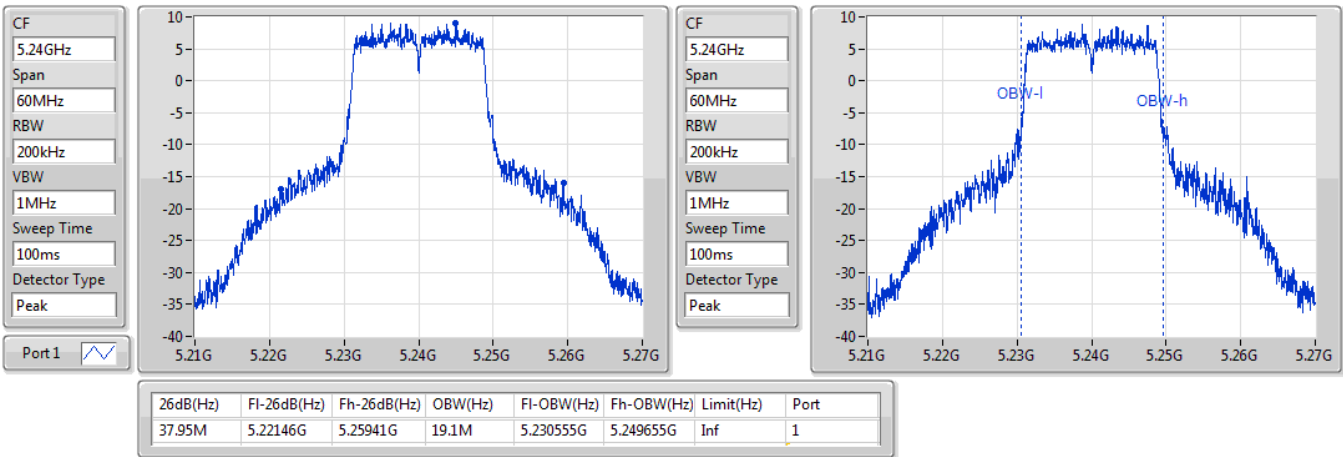 CF
5.24GHz
Span
60MHz
RBW
200kHz
VBW
1MHz
Sweep Time
100ms
Detector Type
Peak
Port 1
10
5
0
-5
-10
-15
-20
-25
-30
-35
-40
5.21G 5.22G 5.23G 5.24G 5.25G 5.26G 5.27G
CF
5.24GHz
Span
60MHz
RBW
200kHz
VBW
1MHz
Sweep Time
100ms
Detector Type
Peak
10
5
0
-5
-10
-15
-20
-25
-30
-35
-40
OBW-l
OBW-h
5.21G 5.22G 5.23G 5.24G 5.25G 5.26G 5.27G
26dB(Hz) Fl-26dB(Hz) Fh-26dB(Hz) OBW(Hz) Fl-OBW(Hz) Fh-OBW(Hz) Limit(Hz) Port
37.95M 5.22146G 5.25941G 19.1M 5.230555G 5.249655G Inf 1